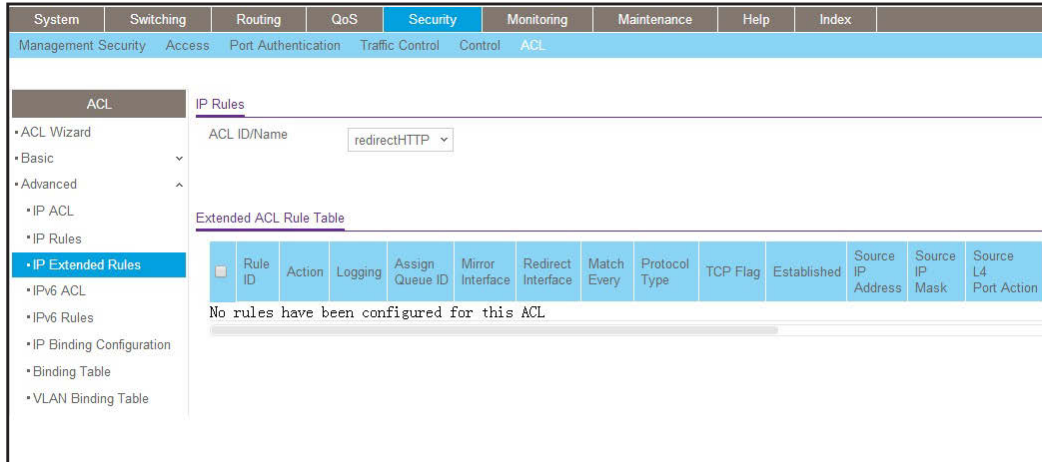 System Switching Routing QoS Security Monitoring Maintenance Help Index
Management Security Access Port Authentication Traffic Control Control ACL
ACL
ACL Wizard
Basic
Advanced
IP ACL
IP Rules
IP Extended Rules
IPv6 ACL
IPv6 Rules
IP Binding Configuration
Binding Table
VLAN Binding Table
IP Rules
ACL ID/Name redirectHTTP
Extended ACL Rule Table
Rule ID Action Logging Assign Queue ID Mirror Interface Redirect Interface Match Every Protocol Type TCP Flag Established Source IP Address Source IP Mask Source L4 Port Action
No rules have been configured for this ACL